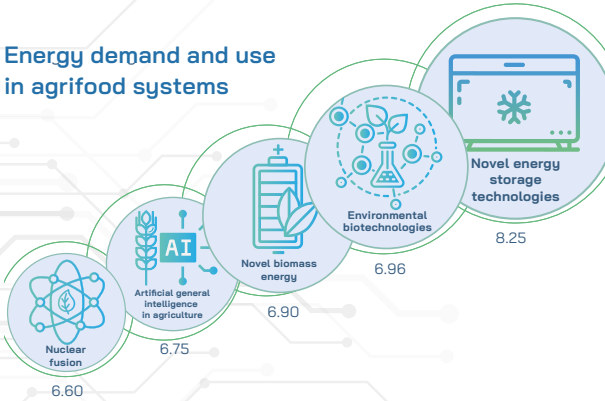 Energy demand and use
in agrifood systems
Novel energy
storage
technologies
8.25
Environmental
biotechnologies
6.96
Novel biomass
energy
6.90
AI
Artificial general
intelligence
in agriculture
6.75
Nuclear
fusion
6.60